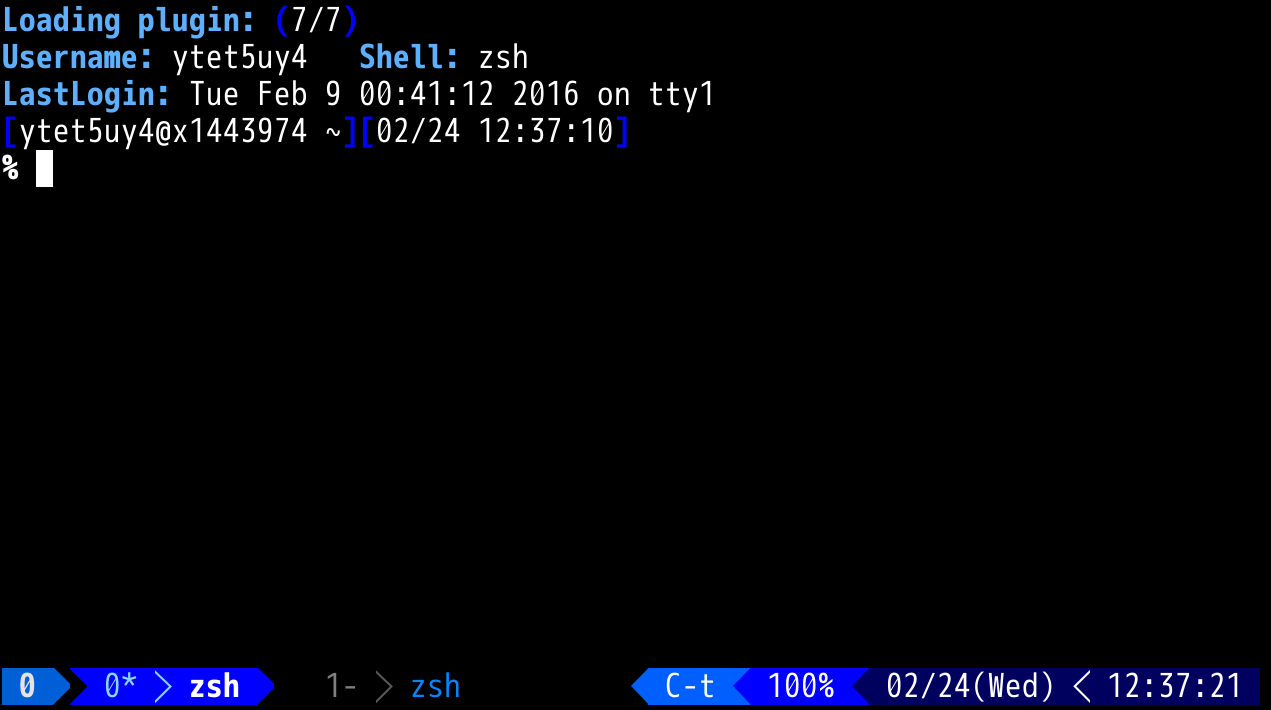 Loading plugin: (7/7)
Username: ytet5uy4   Shell: zsh
LastLogin: Tue Feb 9 00:41:12 2016 on tty1
[ytet5uy4@x1443974 ~][02/24 12:37:10]
%
0 0* > zsh 1- > zsh C-t 100% 02/24(Wed) < 12:37:21